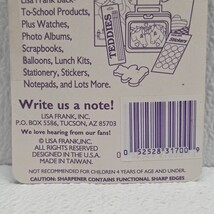 Lisa Frank Back-
To-School Products,
Plus Watches,
Photo Albums,
Scrapbooks,
Balloons, Lunch Kits,
Stationery, Stickers,
Notepads, and Lots More.
TEDDIES
Write us a note!
LISA FRANK, INC.
P.O. BOX 5586, TUCSON, AZ 85703
We love hearing from our fans!
© LISA FRANK,INC.
ALL RIGHTS RESERVED
DESIGNED IN THE U.S.A.
MADE IN TAIWAN
0 52528 31700 9
NOT RECOMMENDED FOR CHILDREN 4 YEARS OF AGE AND UNDER.
CAUTION: SHARPENER CONTAINS FUNCTIONAL SHARP EDGES